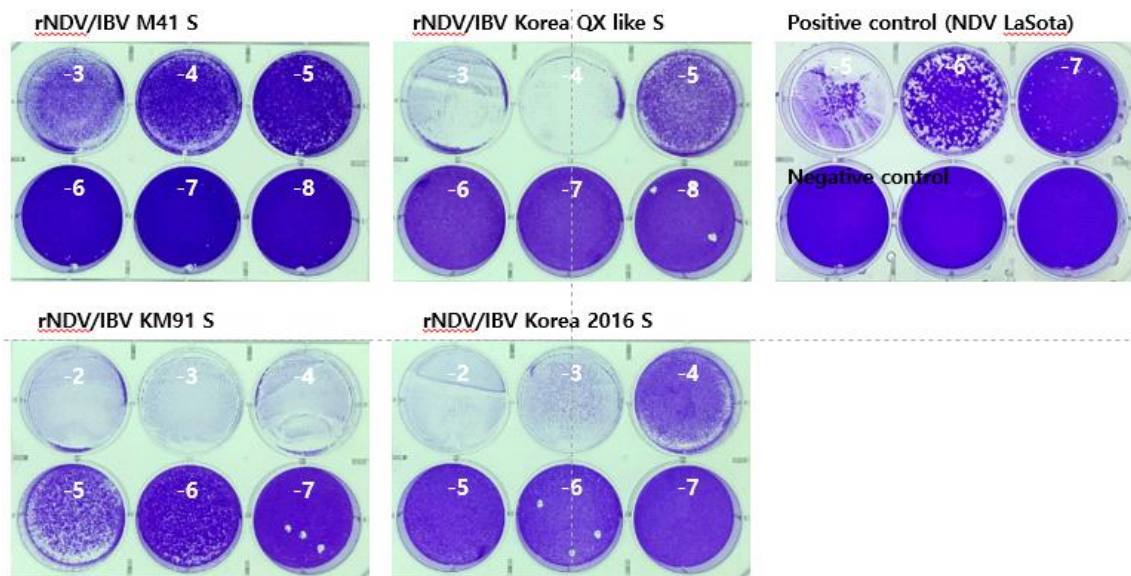 rNDV/IBV M41 S
rNDV/IBV Korea QX like S
Positive control (NDV LaSota)
-3 -4 -5
-3 -4 -5
-5 -6 -7
-6 -7 -8
-6 -7 -8
Negative control
rNDV/IBV KM91 S
rNDV/IBV Korea 2016 S
-2 -3 -4
-2 -3 -4
-5 -6 -7
-5 -6 -7